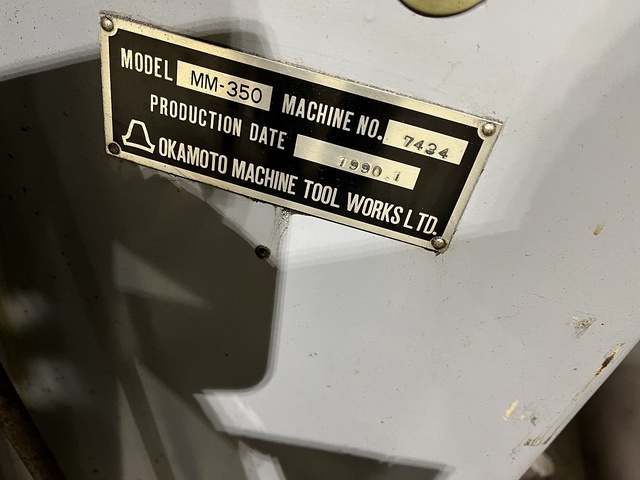 MODEL MM-350 MACHINE NO. 7434
PRODUCTION DATE 1990.1
OKAMOTO MACHINE TOOL WORKS LTD.